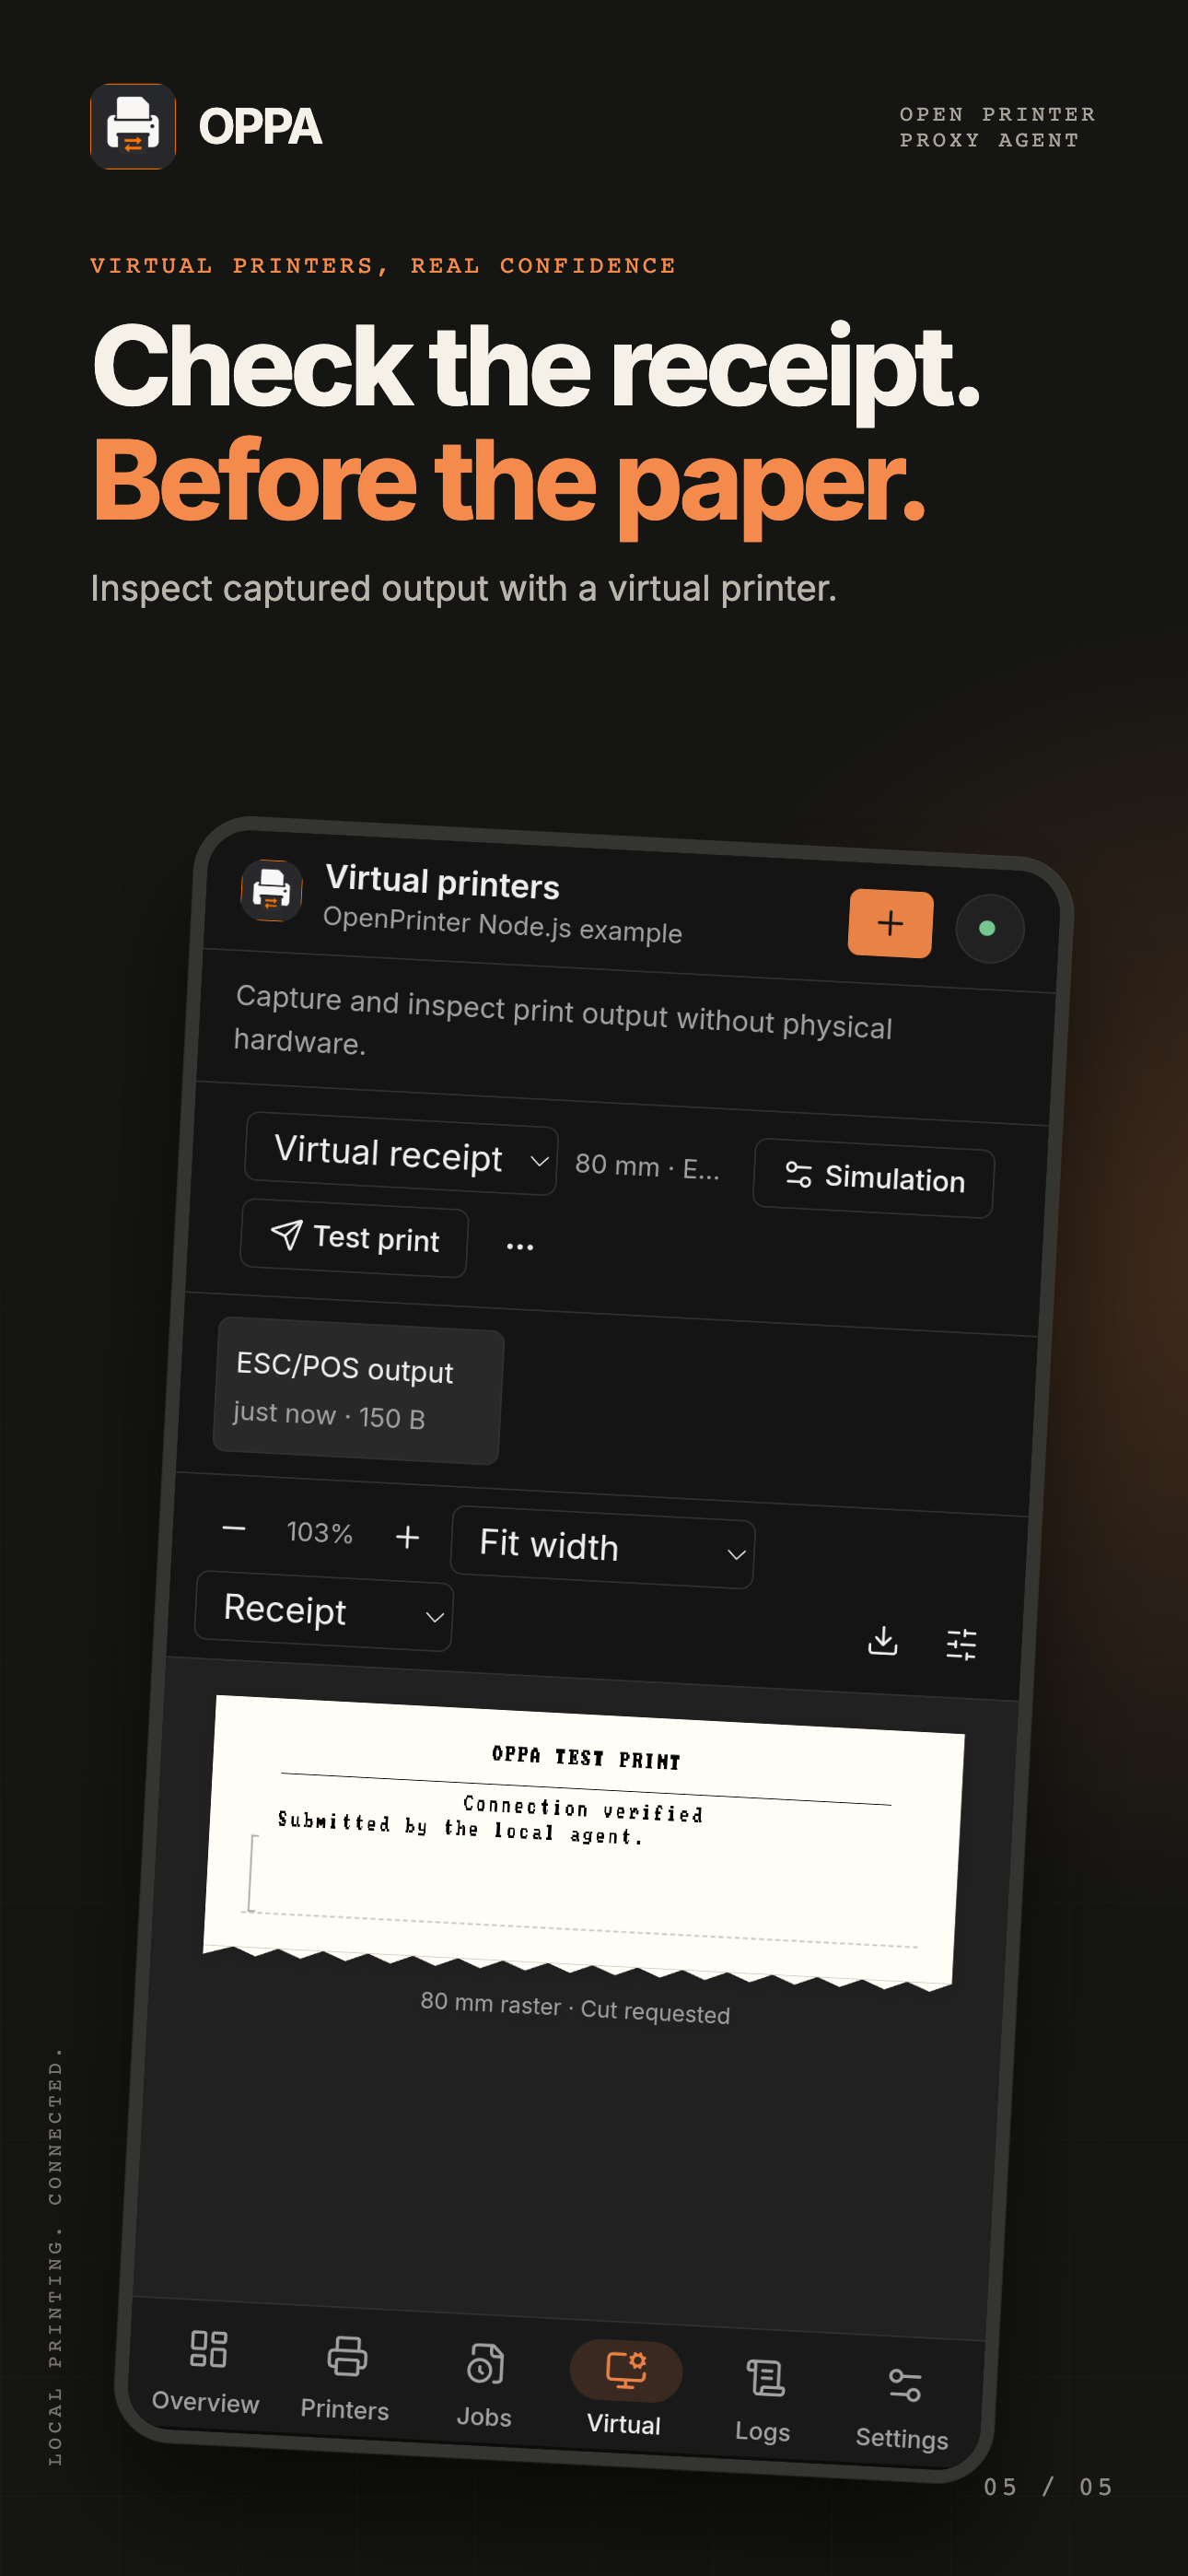 OPPA
OPEN PRINTER
PROXY AGENT
VIRTUAL PRINTERS, REAL CONFIDENCE
Check the receipt.
Before the paper.
Inspect captured output with a virtual printer.
Virtual printers
OpenPrinter Node.js example
Capture and inspect print output without physical
hardware.
Virtual receipt
80 mm · E...
Simulation
Test print
ESC/POS output
just now · 150 B
103%
Fit width
Receipt
OPPA TEST PRINT
Connection verified
Submitted by the local agent.
80 mm raster · Cut requested
Overview
Printers
Jobs
Virtual
Logs
Settings
LOCAL PRINTING. CONNECTED.
05 / 05